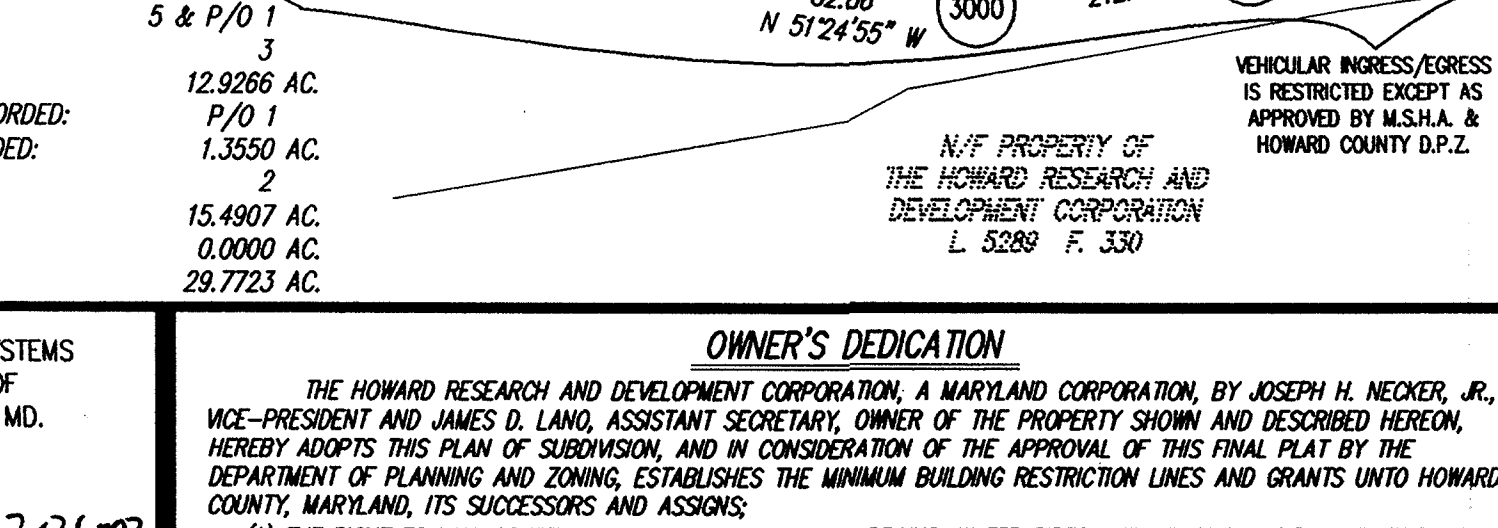 5 & P/O 1
3
12.9266 AC.
ORDED: P/O 1
DED: 1.3550 AC.
2
15.4907 AC.
0.0000 AC.
29.7723 AC.
N 51°24'55" W
3000
VEHICULAR INGRESS/EGRESS
IS RESTRICTED EXCEPT AS
APPROVED BY M.S.H.A. &
HOWARD COUNTY D.P.Z.
N/F PROPERTY OF
THE HOWARD RESEARCH AND
DEVELOPMENT CORPORATION
L. 5289 F. 330
YSTEMS
OF
MD.
OWNER'S DEDICATION
THE HOWARD RESEARCH AND DEVELOPMENT CORPORATION, A MARYLAND CORPORATION, BY JOSEPH H. NECKER, JR.,
VICE-PRESIDENT AND JAMES D. LANO, ASSISTANT SECRETARY, OWNER OF THE PROPERTY SHOWN AND DESCRIBED HEREON,
HEREBY ADOPTS THIS PLAN OF SUBDIVISION, AND IN CONSIDERATION OF THE APPROVAL OF THIS FINAL PLAT BY THE
DEPARTMENT OF PLANNING AND ZONING, ESTABLISHES THE MINIMUM BUILDING RESTRICTION LINES AND GRANTS UNTO HOWARD
COUNTY, MARYLAND, ITS SUCCESSORS AND ASSIGNS;